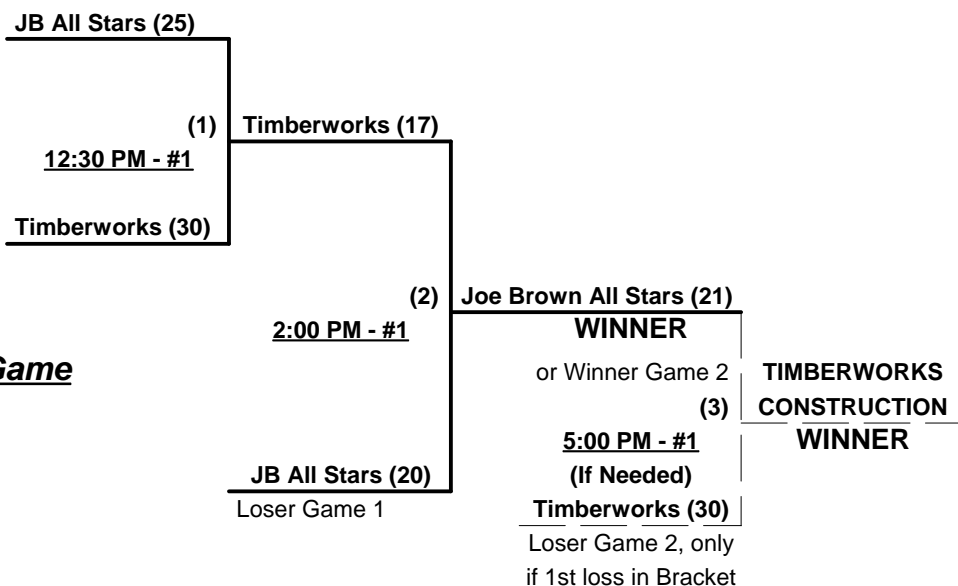 JB All Stars (25)
(1)
Timberworks (17)
12:30 PM - #1
Timberworks (30)
(2)
Joe Brown All Stars (21)
2:00 PM - #1
WINNER
Game
or Winner Game 2
TIMBERWORKS
(3)
CONSTRUCTION
5:00 PM - #1
WINNER
(If Needed)
JB All Stars (20)
Loser Game 1
Timberworks (30)
Loser Game 2, only
if 1st loss in Bracket